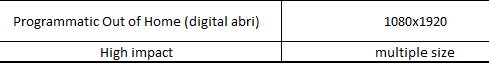 Programmatic Out of Home (digital abri) 1080x1920
High impact multiple size